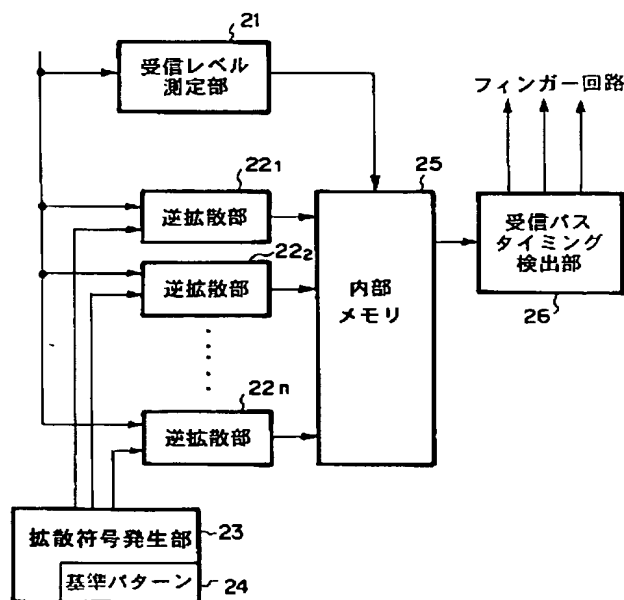 21
受信レベル
測定部
フィンガー回路
22₁
逆拡散部
25
22₂
逆拡散部
内部
メモリ
受信パス
タイミング
検出部
26
22n
逆拡散部
拡散符号発生部
23
基準パターン
24